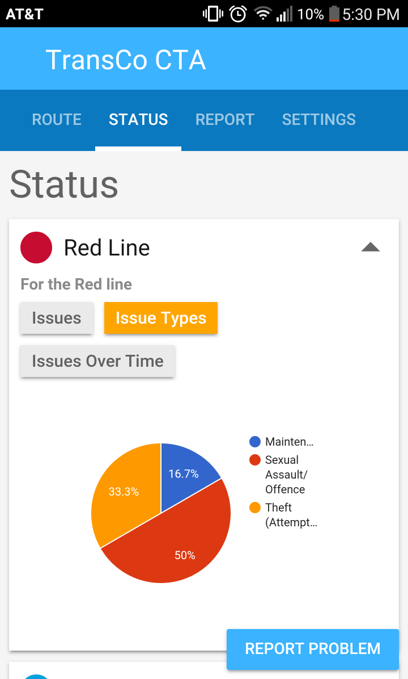 AT&T 10% 5:30 PM
TransCo CTA
ROUTE STATUS REPORT SETTINGS
Status
Red Line
For the Red line
Issues Issue Types
Issues Over Time
Mainten...
Sexual
Assault/
Offence
Theft
(Attempt...
16.7%
33.3%
50%
REPORT PROBLEM